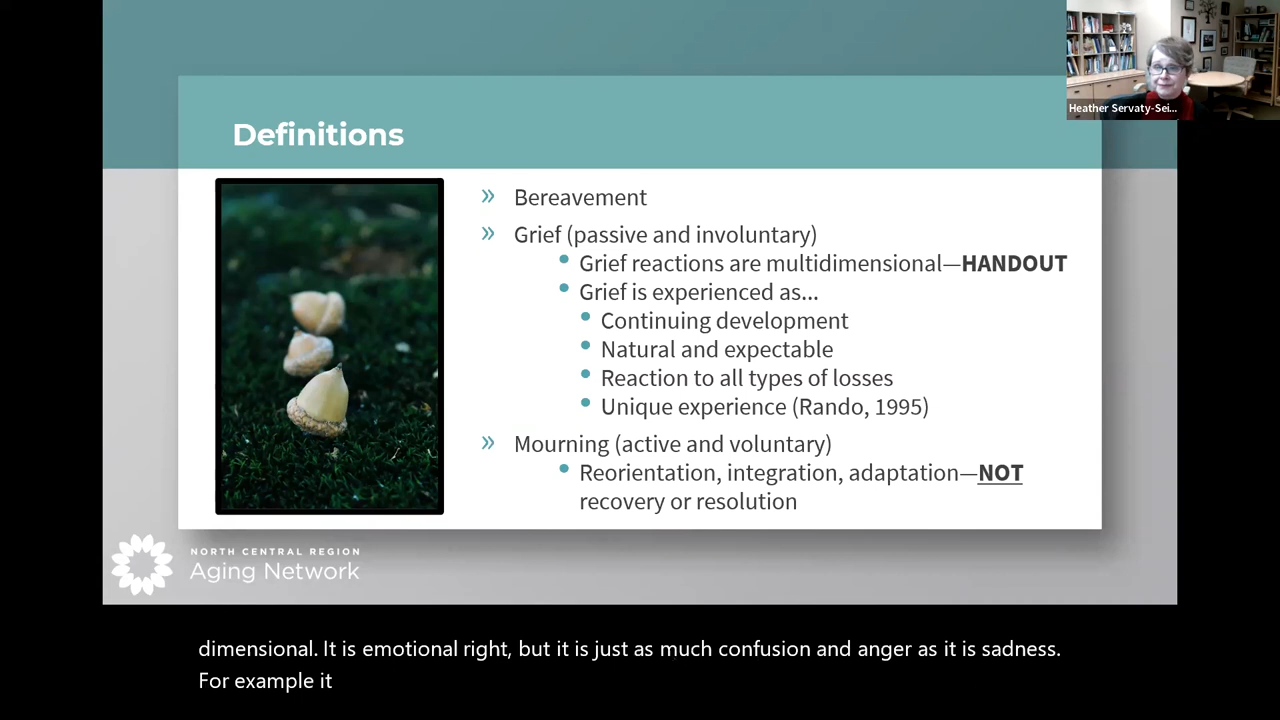 Heather Servaty-Sei...
Definitions
» Bereavement
» Grief (passive and involuntary)
• Grief reactions are multidimensional—HANDOUT
• Grief is experienced as...
• Continuing development
• Natural and expectable
• Reaction to all types of losses
• Unique experience (Rando, 1995)
» Mourning (active and voluntary)
• Reorientation, integration, adaptation—NOT
recovery or resolution
NORTH CENTRAL REGION
Aging Network
dimensional. It is emotional right, but it is just as much confusion and anger as it is sadness.
For example it